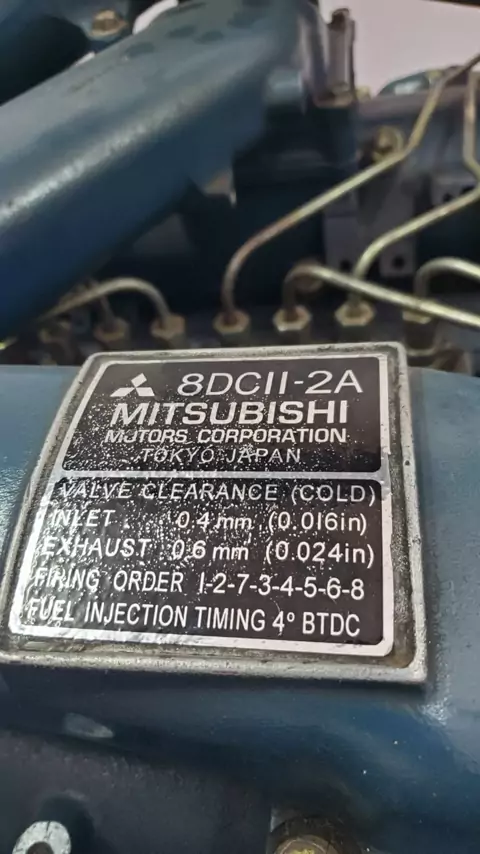 8DC11-2A
MITSUBISHI
MOTORS CORPORATION
TOKYO JAPAN
VALVE CLEARANCE (COLD)
INLET 0.4mm (0.016in)
EXHAUST 0.6mm (0.024in)
FIRING ORDER 1-2-7-3-4-5-6-8
FUEL INJECTION TIMING 4° BTDC